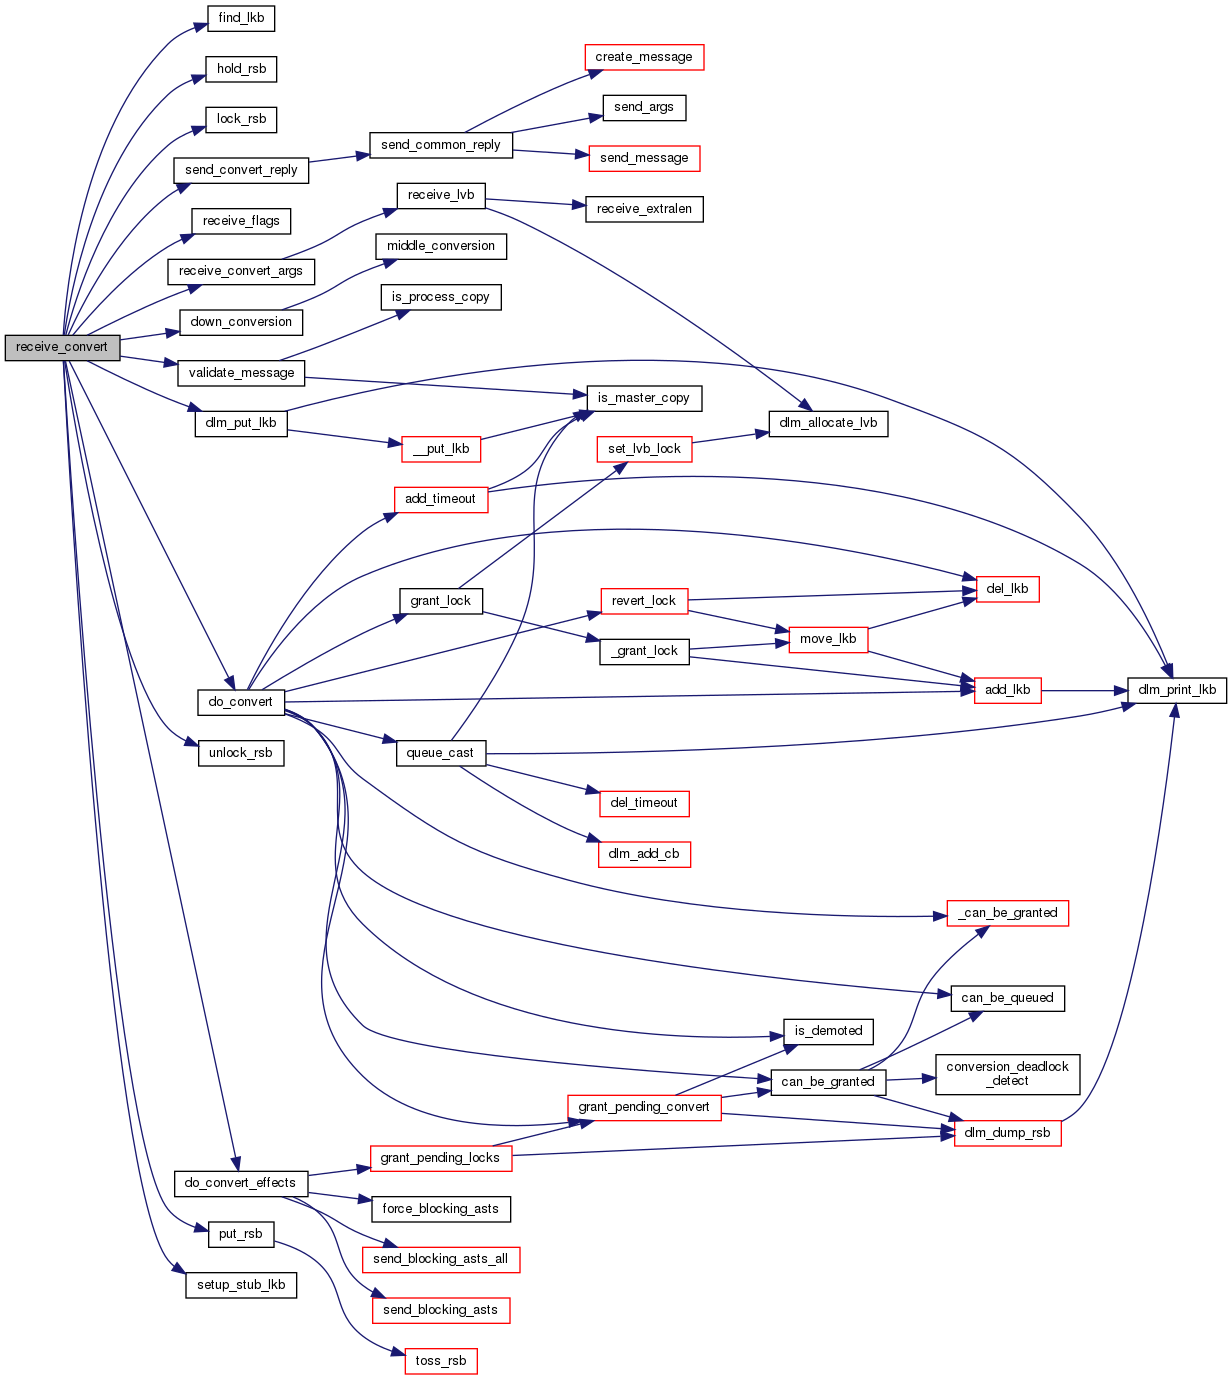 find_lkb
hold_rsb
create_message
lock_rsb
send_args
send_common_reply
send_message
send_convert_reply
receive_lvb
receive_extralen
receive_flags
middle_conversion
receive_convert_args
is_process_copy
down_conversion
receive_convert
validate_message
is_master_copy
dlm_put_lkb
dlm_allocate_lvb
__put_lkb
set_lvb_lock
add_timeout
del_lkb
grant_lock
revert_lock
move_lkb
_grant_lock
do_convert
add_lkb
dlm_print_lkb
unlock_rsb
queue_cast
del_timeout
dlm_add_cb
_can_be_granted
can_be_queued
is_demoted
conversion_deadlock
_detect
can_be_granted
grant_pending_convert
dlm_dump_rsb
grant_pending_locks
do_convert_effects
force_blocking_asts
put_rsb
send_blocking_asts_all
setup_stub_lkb
send_blocking_asts
toss_rsb